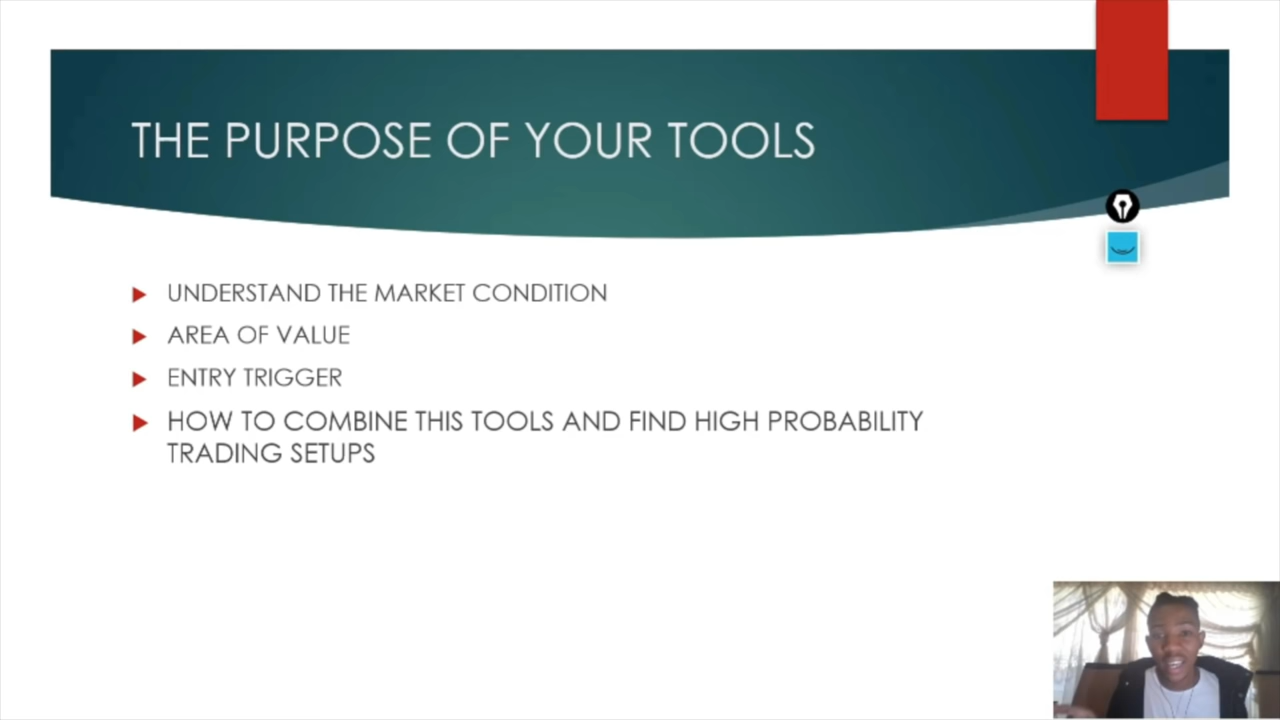 THE PURPOSE OF YOUR TOOLS
UNDERSTAND THE MARKET CONDITION
AREA OF VALUE
ENTRY TRIGGER
HOW TO COMBINE THIS TOOLS AND FIND HIGH PROBABILITY
TRADING SETUPS